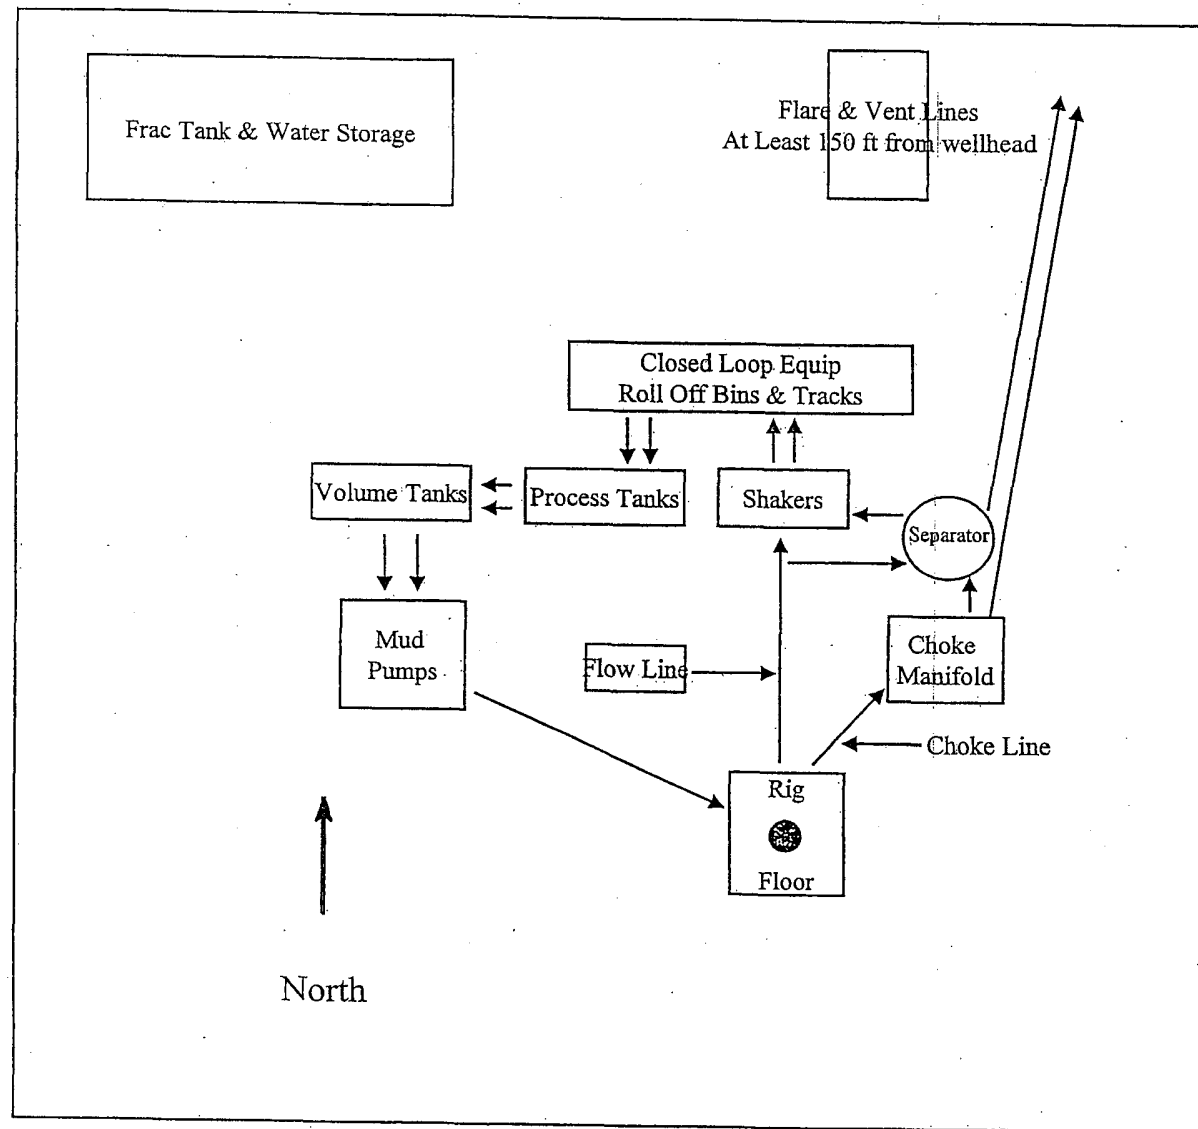 Frac Tank & Water Storage
Flare & Vent Lines
At Least 150 ft from wellhead
Closed Loop Equip
Roll Off Bins & Tracks
Volume Tanks
Process Tanks
Shakers
Separator
Mud
Pumps
Flow Line
Choke
Manifold
Choke Line
Rig
Floor
North